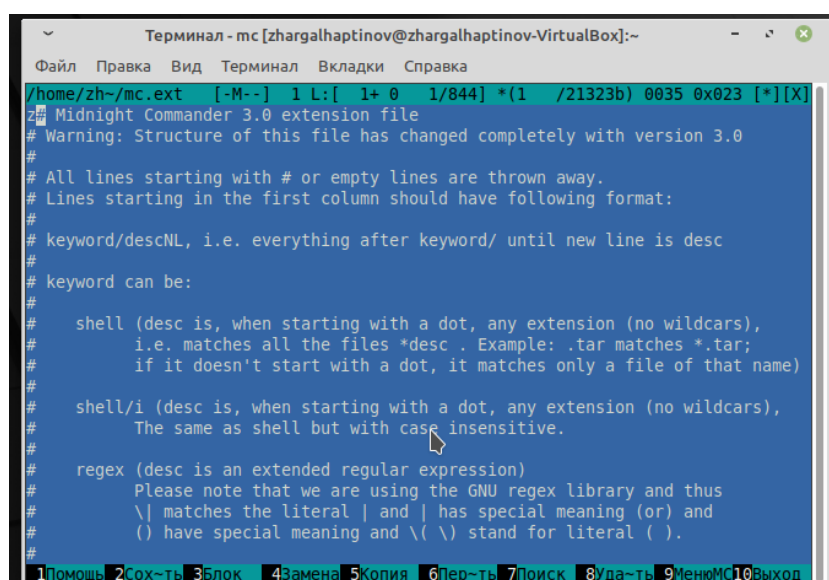 Терминал - mc [zhargalhaptinov@zhargalhaptinov-VirtualBox]:~
Файл Правка Вид Терминал Вкладки Справка
/home/zh~/mc.ext [-M--] 1 L:[ 1+ 0 1/844] *(1 /21323b) 0035 0x023 [*][X]
z# Midnight Commander 3.0 extension file
# Warning: Structure of this file has changed completely with version 3.0
#
# All lines starting with # or empty lines are thrown away.
# Lines starting in the first column should have following format:
#
# keyword/descNL, i.e. everything after keyword/ until new line is desc
#
# keyword can be:
#
# shell (desc is, when starting with a dot, any extension (no wildcars),
# i.e. matches all the files *desc . Example: .tar matches *.tar;
# if it doesn't start with a dot, it matches only a file of that name)
#
# shell/i (desc is, when starting with a dot, any extension (no wildcars),
# The same as shell but with case insensitive.
#
# regex (desc is an extended regular expression)
# Please note that we are using the GNU regex library and thus
# \| matches the literal | and | has special meaning (or) and
# () have special meaning and \( \) stand for literal ( ).
#
1Помощь 2Сох~ть 3Блок 4Замена 5Копия 6Пер~ть 7Поиск 8Уда~ть 9МенюMC 10Выход